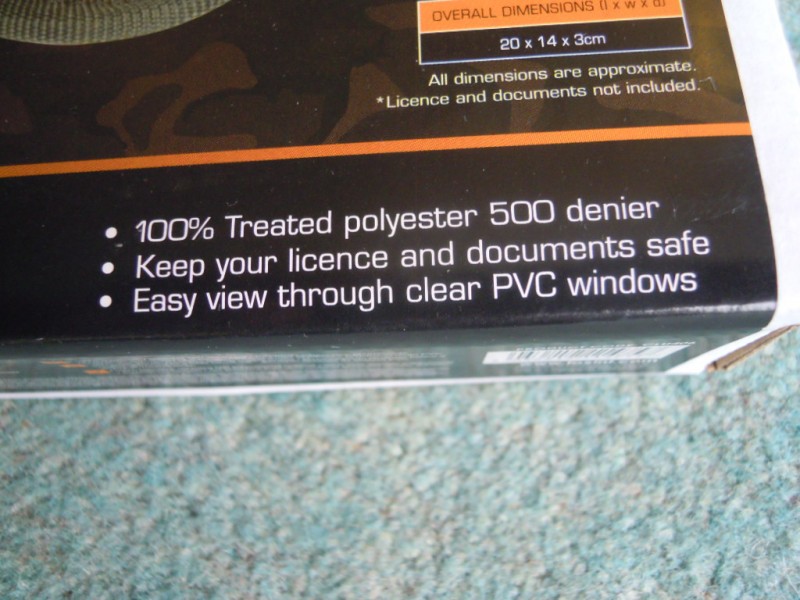 OVERALL DIMENSIONS (l x w x d)
20 x 14 x 3cm
All dimensions are approximate.
*Licence and documents not included.
• 100% Treated polyester 500 denier
• Keep your licence and documents safe
• Easy view through clear PVC windows